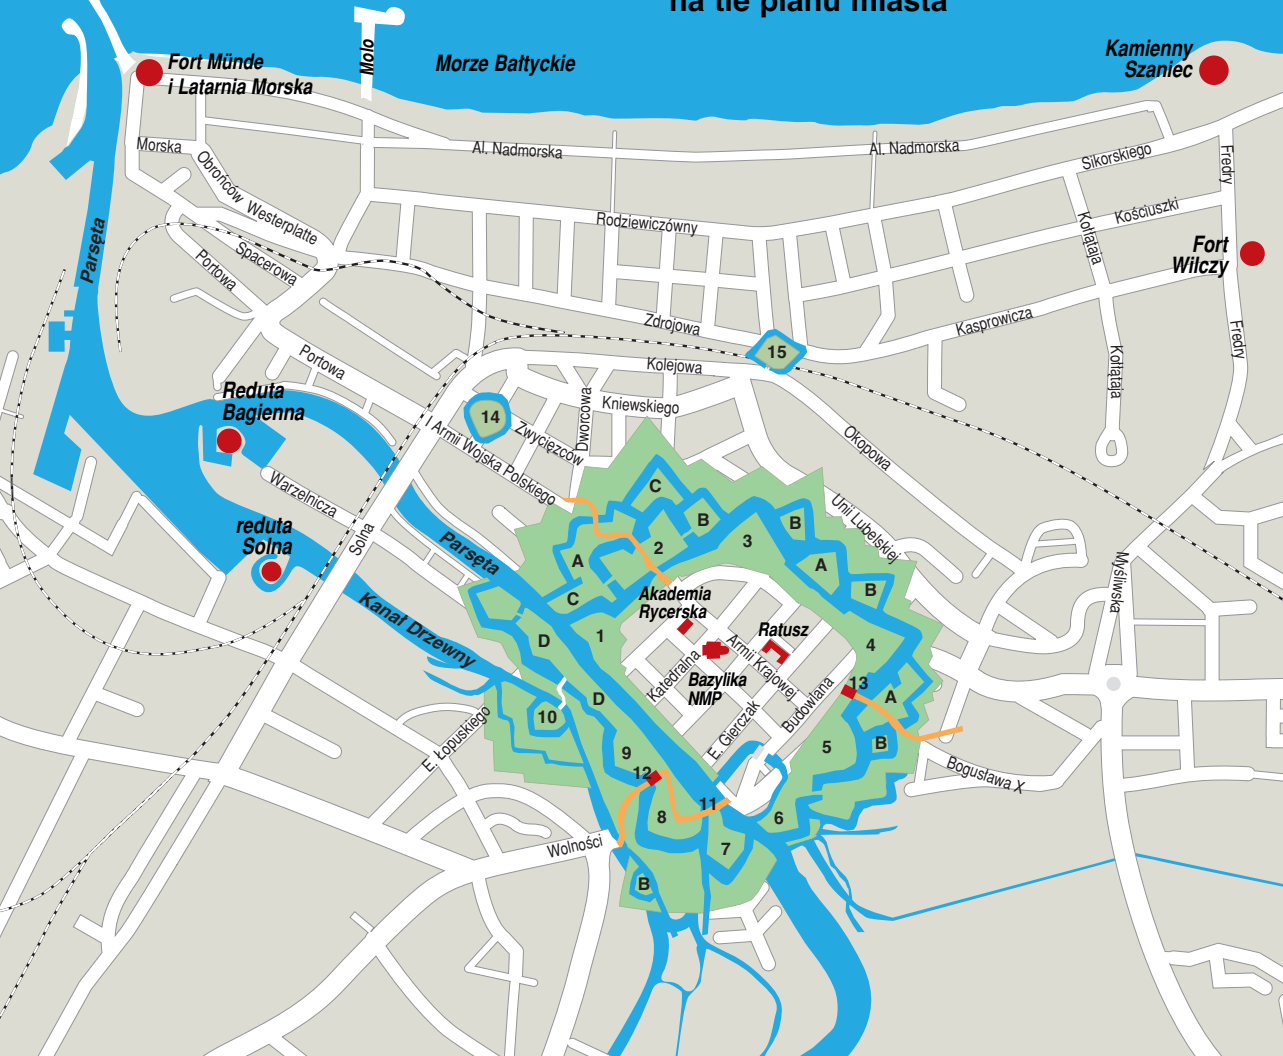 na tle planu miasta
Kamienny
Szaniec
Molo
Morze Bałtyckie
Fort Münde
i Latarnia Morska
Morska
Al. Nadmorska
Al. Nadmorska
Sikorskiego
Fredry
Obrońców Westerplatte
Kościuszki
Kołłątaja
Rodziewiczówny
Fort
Wilczy
Parsęta
Spacerowa
Portowa
Zdrojowa
Kasprowicza
Fredry
15
Kolejowa
Kołłątaja
Portowa
Reduta
Bagienna
14
Kniewskiego
Dworcowa
I Armii Wojska Polskiego
Zwycięzców
Okopowa
Warzelnicza
C
B
B
Unii Lubelskiej
reduta
Solna
Solna
Parsęta
2
3
A
A
B
Myśliwska
Kanał Drzewny
C
Akademia
Rycerska
1
D
Ratusz
4
Katedralna
Armii Krajowej
Bazylika
NMP
13
A
D
10
E. Łopuskiego
E. Gierczak
Budowlana
5
B
9
12
Bogusława X
11
8
6
Wolności
7
B